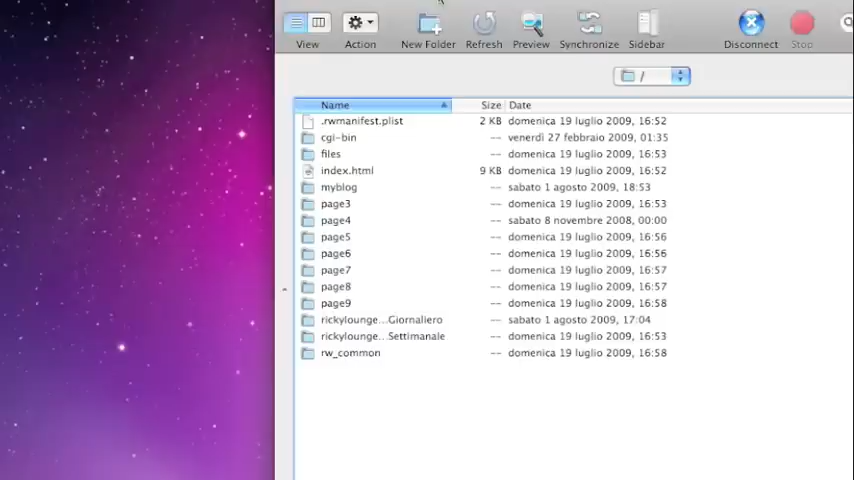 View Action New Folder Refresh Preview Synchronize Sidebar Disconnect Stop
/
Name Size Date
.rwmanifest.plist 2 KB domenica 19 luglio 2009, 16:52
cgi-bin -- venerdì 27 febbraio 2009, 01:35
files -- domenica 19 luglio 2009, 16:53
index.html 9 KB domenica 19 luglio 2009, 16:52
myblog -- sabato 1 agosto 2009, 18:53
page3 -- domenica 19 luglio 2009, 16:53
page4 -- sabato 8 novembre 2008, 00:00
page5 -- domenica 19 luglio 2009, 16:56
page6 -- domenica 19 luglio 2009, 16:56
page7 -- domenica 19 luglio 2009, 16:57
page8 -- domenica 19 luglio 2009, 16:57
page9 -- domenica 19 luglio 2009, 16:58
rickylounge...Giornaliero -- sabato 1 agosto 2009, 17:04
rickylounge...Settimanale -- domenica 19 luglio 2009, 16:53
rw_common -- domenica 19 luglio 2009, 16:58